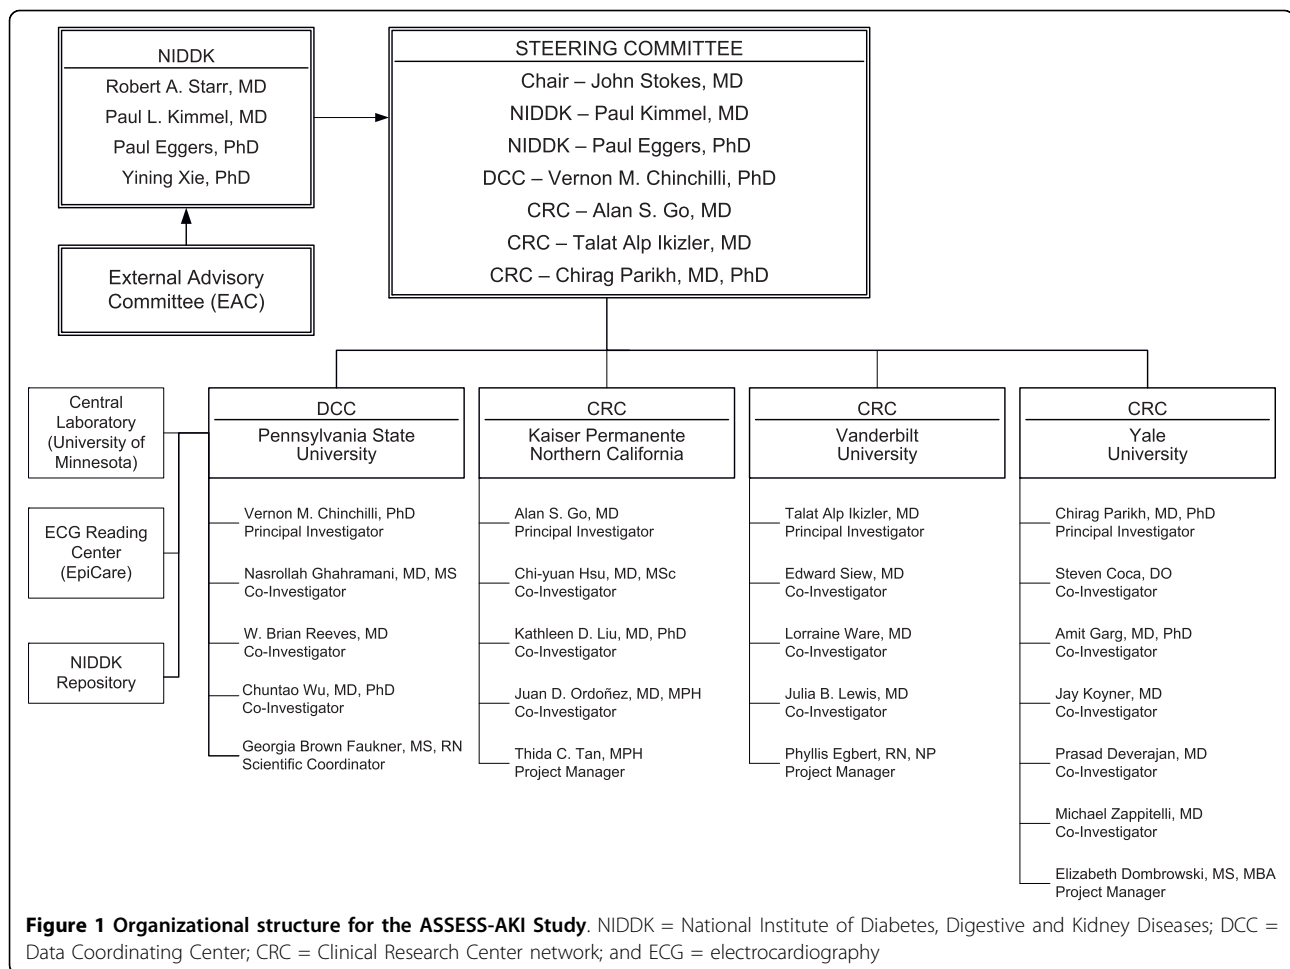 NIDDK
Robert A. Starr, MD
Paul L. Kimmel, MD
Paul Eggers, PhD
Yining Xie, PhD
External Advisory
Committee (EAC)
STEERING COMMITTEE
Chair – John Stokes, MD
NIDDK – Paul Kimmel, MD
NIDDK – Paul Eggers, PhD
DCC – Vernon M. Chinchilli, PhD
CRC – Alan S. Go, MD
CRC – Talat Alp Ikizler, MD
CRC – Chirag Parikh, MD, PhD
Central
Laboratory
(University of
Minnesota)
ECG Reading
Center
(EpiCare)
NIDDK
Repository
DCC
Pennsylvania State
University
Vernon M. Chinchilli, PhD
Principal Investigator
Nasrollah Ghahramani, MD, MS
Co-Investigator
W. Brian Reeves, MD
Co-Investigator
Chuntao Wu, MD, PhD
Co-Investigator
Georgia Brown Faukner, MS, RN
Scientific Coordinator
CRC
Kaiser Permanente
Northern California
Alan S. Go, MD
Principal Investigator
Chi-yuan Hsu, MD, MSc
Co-Investigator
Kathleen D. Liu, MD, PhD
Co-Investigator
Juan D. Ordoñez, MD, MPH
Co-Investigator
Thida C. Tan, MPH
Project Manager
CRC
Vanderbilt
University
Talat Alp Ikizler, MD
Principal Investigator
Edward Siew, MD
Co-Investigator
Lorraine Ware, MD
Co-Investigator
Julia B. Lewis, MD
Co-Investigator
Phyllis Egbert, RN, NP
Project Manager
CRC
Yale
University
Chirag Parikh, MD, PhD
Principal Investigator
Steven Coca, DO
Co-Investigator
Amit Garg, MD, PhD
Co-Investigator
Jay Koyner, MD
Co-Investigator
Prasad Deverajan, MD
Co-Investigator
Michael Zappitelli, MD
Co-Investigator
Elizabeth Dombrowski, MS, MBA
Project Manager
Figure 1 Organizational structure for the ASSESS-AKI Study. NIDDK = National Institute of Diabetes, Digestive and Kidney Diseases; DCC =
Data Coordinating Center; CRC = Clinical Research Center network; and ECG = electrocardiography